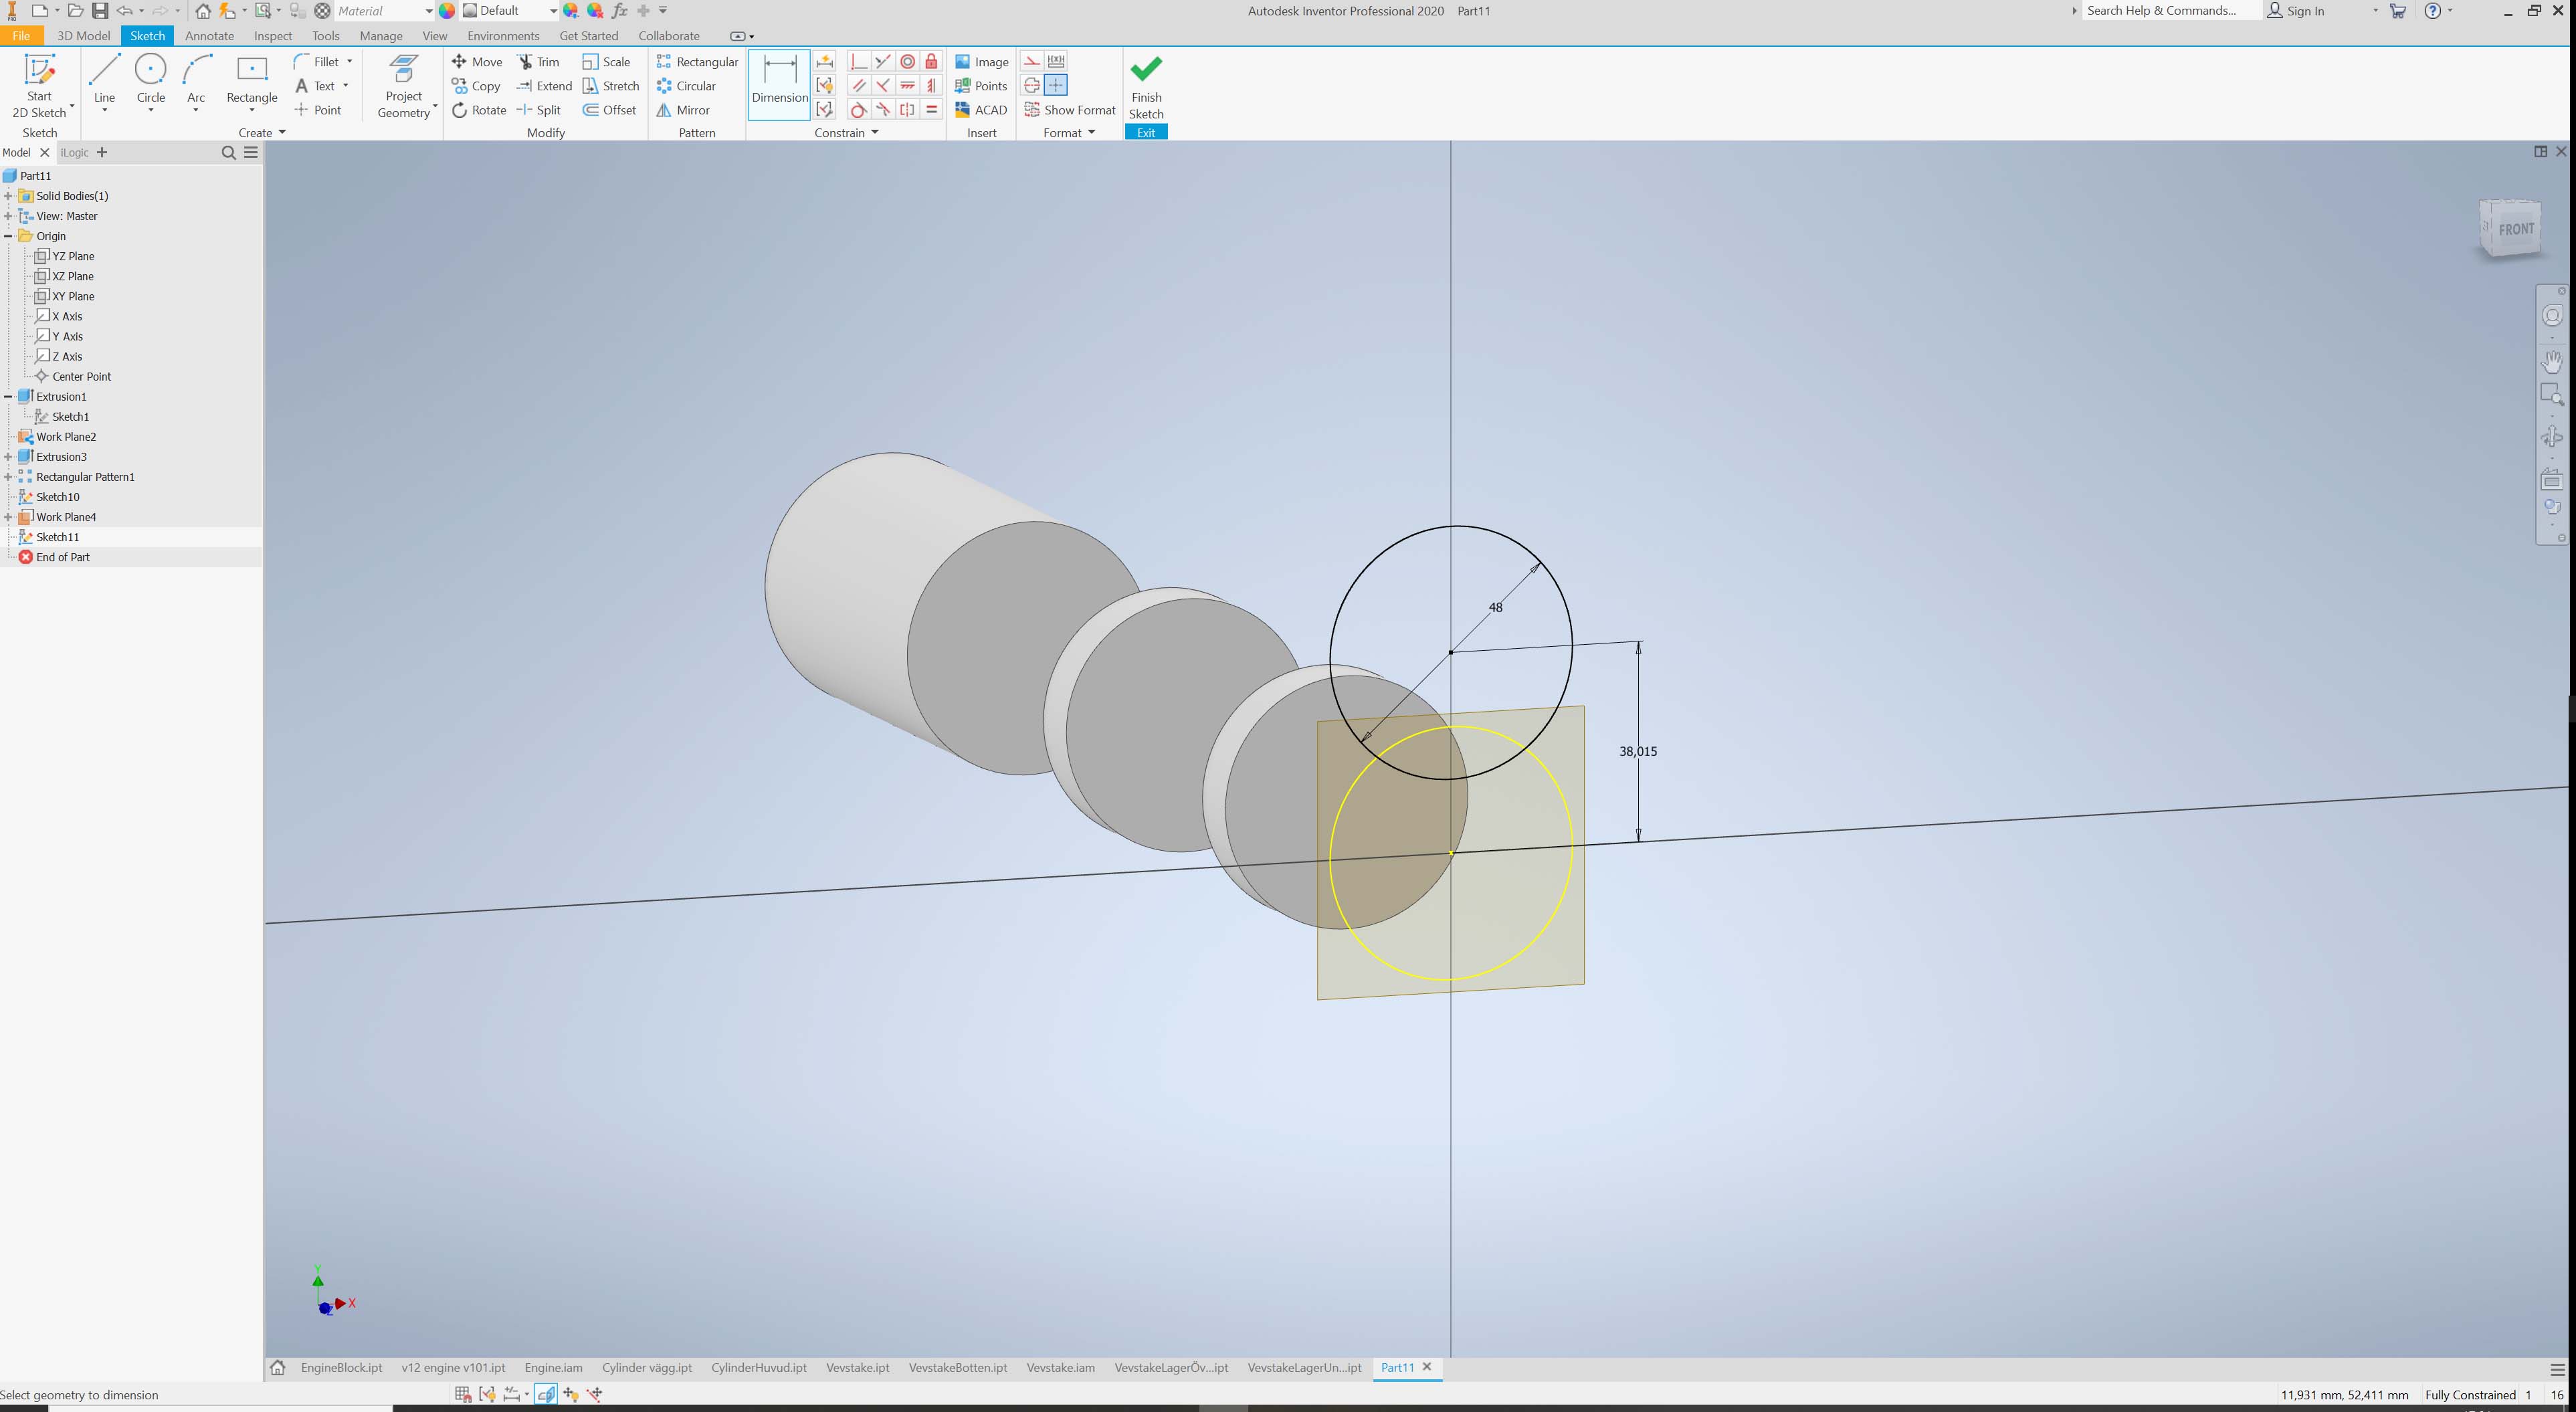 Material
Default
Autodesk Inventor Professional 2020 Part11
Search Help & Commands...
Sign In
File 3D Model Sketch Annotate Inspect Tools Manage View Environments Get Started Collaborate
Start
2D Sketch
Line
Circle
Arc
Rectangle
Fillet
Text
Point
Project
Geometry
Move
Copy
Rotate
Trim
Extend
Split
Scale
Stretch
Offset
Rectangular
Circular
Mirror
Dimension
Image
Points
ACAD
Show Format
Finish
Sketch
Sketch Create Modify Pattern Constrain Insert Format Exit
Model iLogic
Part11
Solid Bodies(1)
View: Master
Origin
YZ Plane
XZ Plane
XY Plane
X Axis
Y Axis
Z Axis
Center Point
Extrusion1
Sketch1
Work Plane2
Extrusion3
Rectangular Pattern1
Sketch10
Work Plane4
Sketch11
End of Part
FRONT
48
38,015
Y
X
Z
EngineBlock.ipt v12 engine v101.ipt Engine.iam Cylinder vägg.ipt CylinderHuvud.ipt Vevstake.ipt VevstakeBotten.ipt Vevstake.iam VevstakeLagerÖv...ipt VevstakeLagerUn...ipt Part11
Select geometry to dimension
11,931 mm, 52,411 mm Fully Constrained 1 16